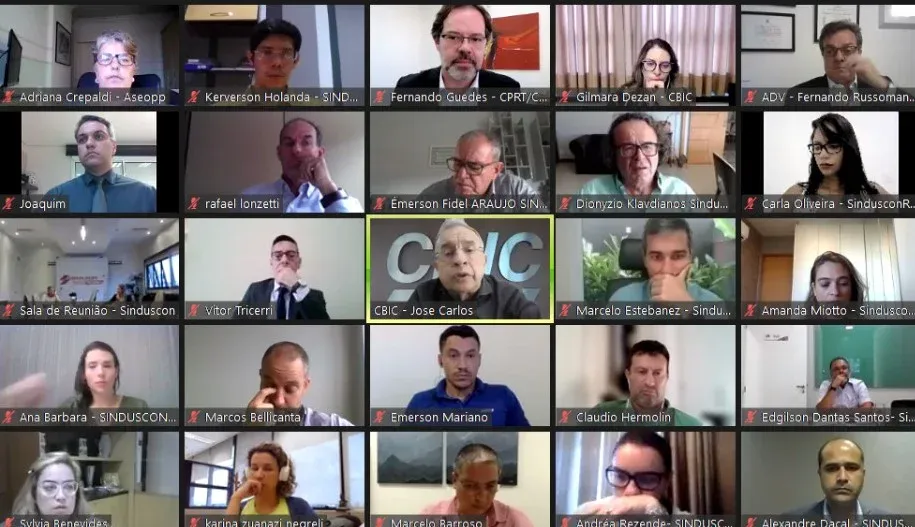 Adriana Crepaldi - Aseopp
Kerverson Holanda - SIND...
Fernando Guedes - CPRT/C...
Gilmara Dezan - CBIC
ADV - Fernando Russoman...
Joaquim
rafael lonzetti
Emerson Fidel ARAUJO SIN...
Dionyzio Klavdianos Sindu...
Carla Oliveira - SindusconR...
Sala de Reunião - Sinduscon
Vitor Tricerri
CBIC
CBIC - Jose Carlos
Marcelo Estebanez - Sindu...
Amanda Miotto - Sindusco...
Ana Barbara - SINDUSCON...
Marcos Bellicanta
Emerson Mariano
Claudio Hermolin
Edgilson Dantas Santos- Si...
Sylvia Benevides
karina zuanazi negreli
Marcelo Barroso
Andréa Rezende- SINDUSC...
Alexandre Dacal - SINDUS...